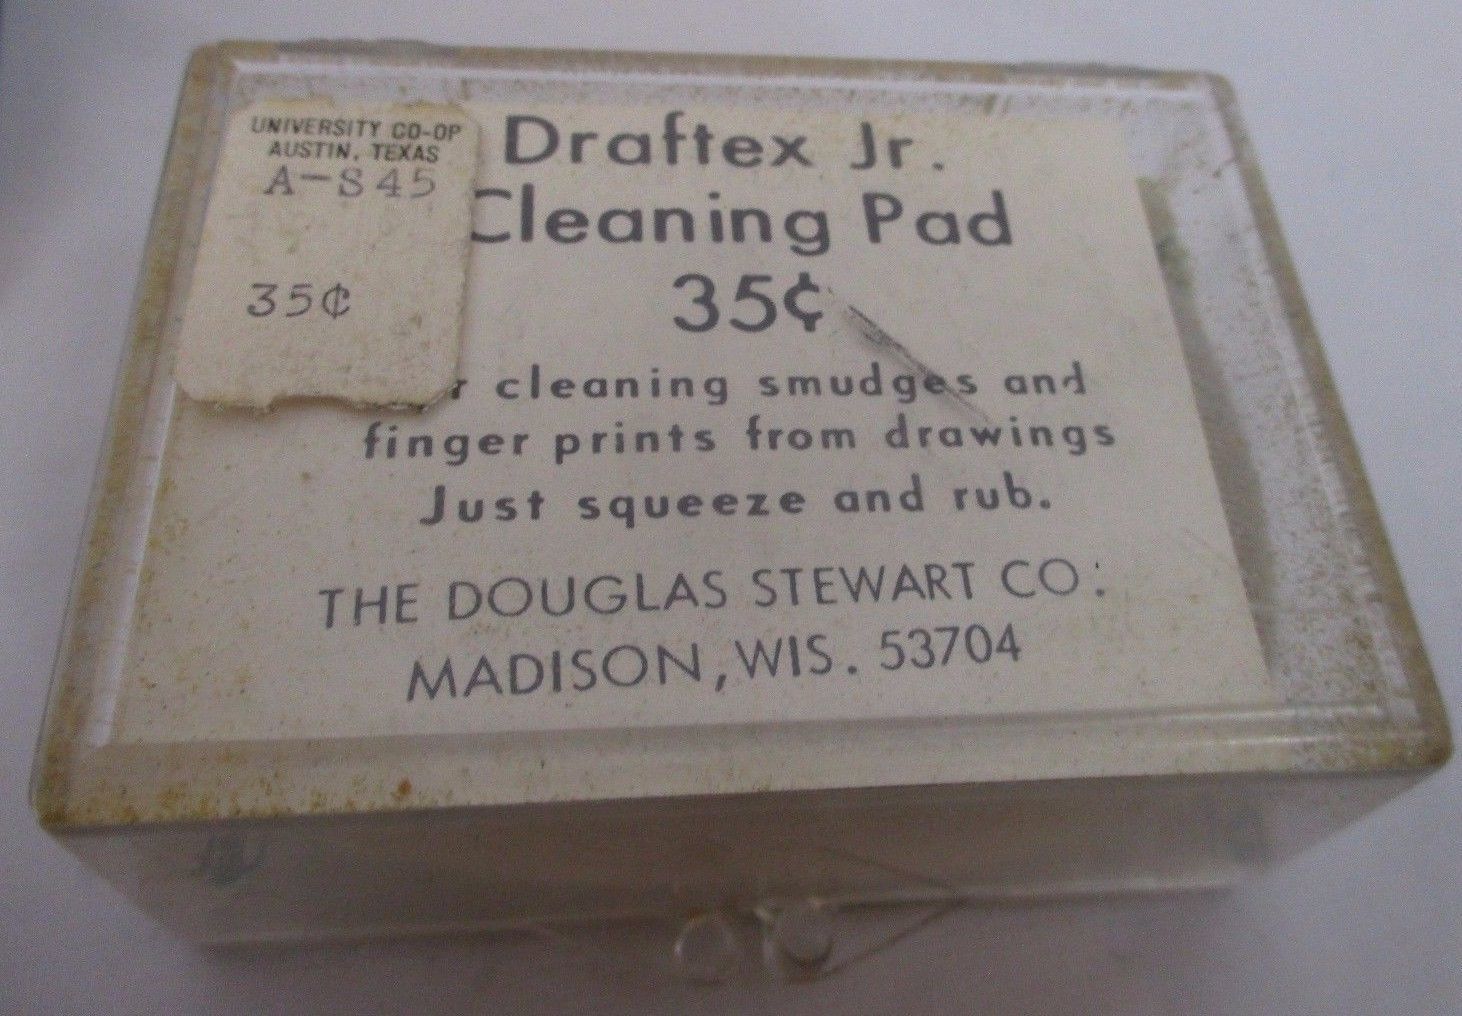 UNIVERSITY CO-OP
AUSTIN, TEXAS
A-S45
35¢
Draftex Jr.
Cleaning Pad
35¢
r cleaning smudges and
finger prints from drawings
Just squeeze and rub.
THE DOUGLAS STEWART CO.
MADISON, WIS. 53704